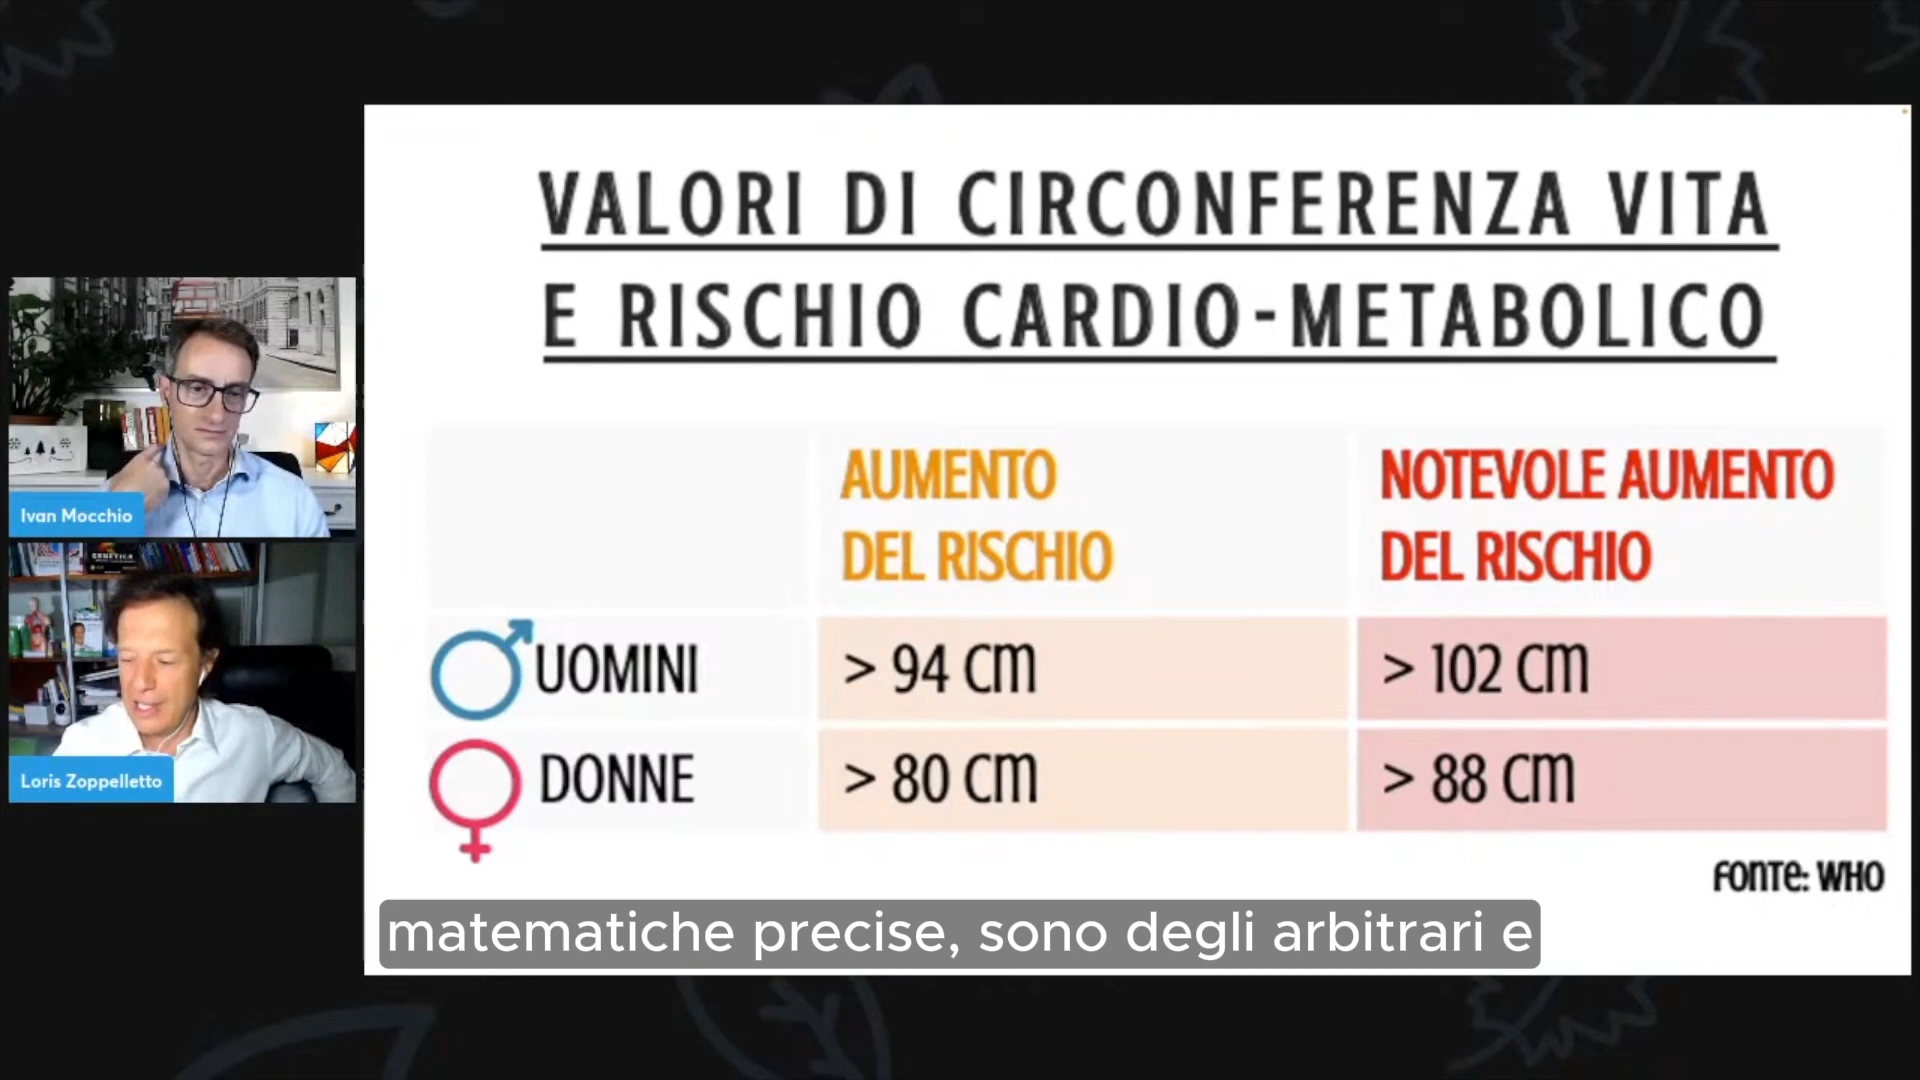 VALORI DI CIRCONFERENZA VITA
E RISCHIO CARDIO-METABOLICO
AUMENTO
DEL RISCHIO
NOTEVOLE AUMENTO
DEL RISCHIO
UOMINI
> 94 CM
> 102 CM
DONNE
> 80 CM
> 88 CM
FONTE: WHO
Ivan Mocchio
GENETICA
Loris Zoppelletto
matematiche precise, sono degli arbitrari e